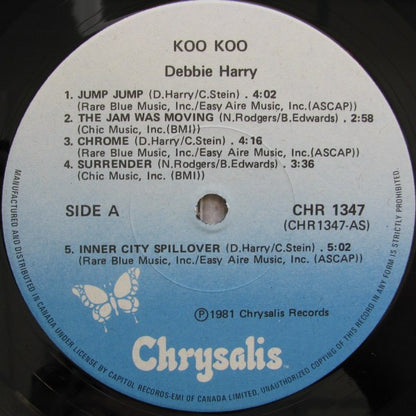 KOO KOO
Debbie Harry
1. JUMP JUMP (D.Harry/C.Stein) . 4:02
(Rare Blue Music, Inc./Easy Aire Music, Inc.(ASCAP))
2. THE JAM WAS MOVING (N.Rodgers/B.Edwards) . 2:58
(Chic Music, Inc.(BMI))
3. CHROME (D.Harry/C.Stein) . 4:16
(Rare Blue Music, Inc./Easy Aire Music, Inc.(ASCAP))
4. SURRENDER (N.Rodgers/B.Edwards) . 3:36
(Chic Music, Inc. (BMI))
SIDE A
CHR 1347
(CHR1347-AS)
5. INNER CITY SPILLOVER (D.Harry/C.Stein) . 5:02
(Rare Blue Music, Inc./Easy Aire Music, Inc.(ASCAP))
Ⓟ1981 Chrysalis Records
Chrysalis
TM
MANUFACTURED AND DISTRIBUTED IN CANADA UNDER LICENSE BY CAPITOL RECORDS-EMI OF CANADA LIMITED. UNAUTHORIZED COPYING OF THIS RECORD IN ANY FORM IS STRICTLY PROHIBITED.